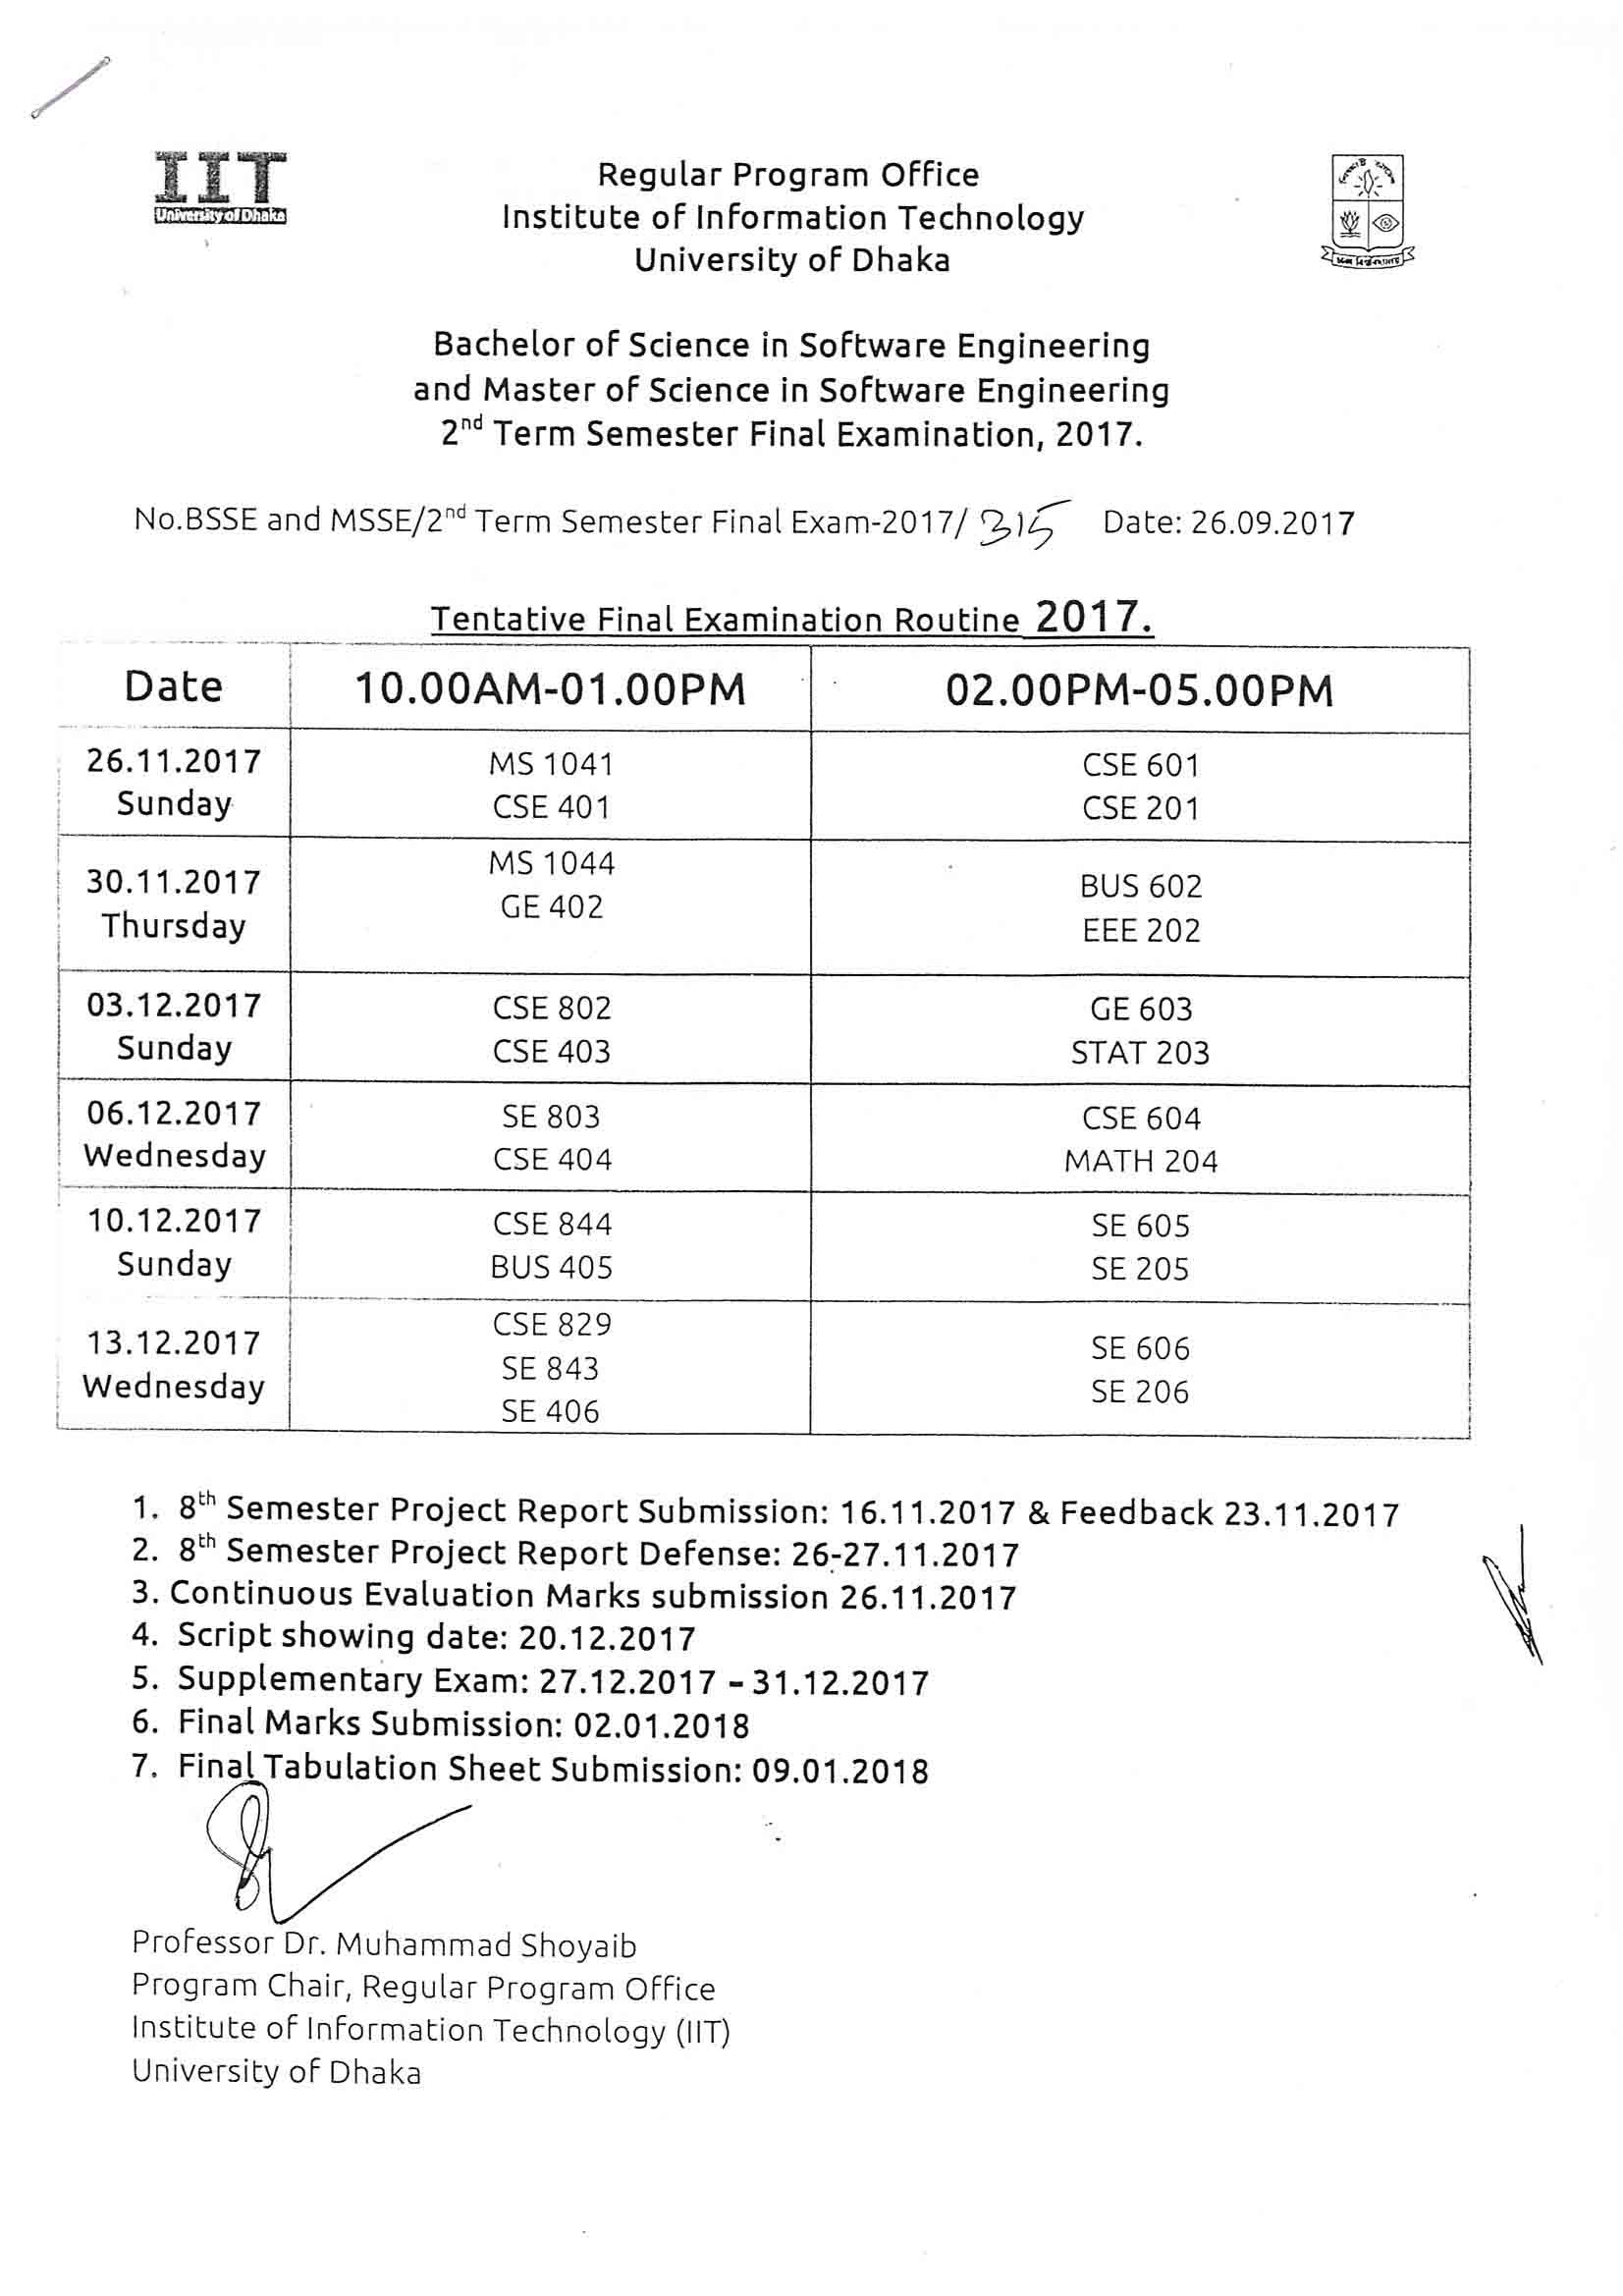 IIT
University of Dhaka
Regular Program Office
Institute of Information Technology
University of Dhaka
Bachelor of Science in Software Engineering
and Master of Science in Software Engineering
2nd Term Semester Final Examination, 2017.
No.BSSE and MSSE/2nd Term Semester Final Exam-2017/ 315 Date: 26.09.2017
Tentative Final Examination Routine 2017.
Date 10.00AM-01.00PM 02.00PM-05.00PM
26.11.2017 MS 1041 CSE 601
Sunday CSE 401 CSE 201
30.11.2017 MS 1044 BUS 602
Thursday GE 402 EEE 202
03.12.2017 CSE 802 GE 603
Sunday CSE 403 STAT 203
06.12.2017 SE 803 CSE 604
Wednesday CSE 404 MATH 204
10.12.2017 CSE 844 SE 605
Sunday BUS 405 SE 205
CSE 829
13.12.2017 SE 843 SE 606
Wednesday SE 406 SE 206
1. 8th Semester Project Report Submission: 16.11.2017 & Feedback 23.11.2017
2. 8th Semester Project Report Defense: 26-27.11.2017
3. Continuous Evaluation Marks submission 26.11.2017
4. Script showing date: 20.12.2017
5. Supplementary Exam: 27.12.2017 - 31.12.2017
6. Final Marks Submission: 02.01.2018
7. Final Tabulation Sheet Submission: 09.01.2018
Professor Dr. Muhammad Shoyaib
Program Chair, Regular Program Office
Institute of Information Technology (IIT)
University of Dhaka